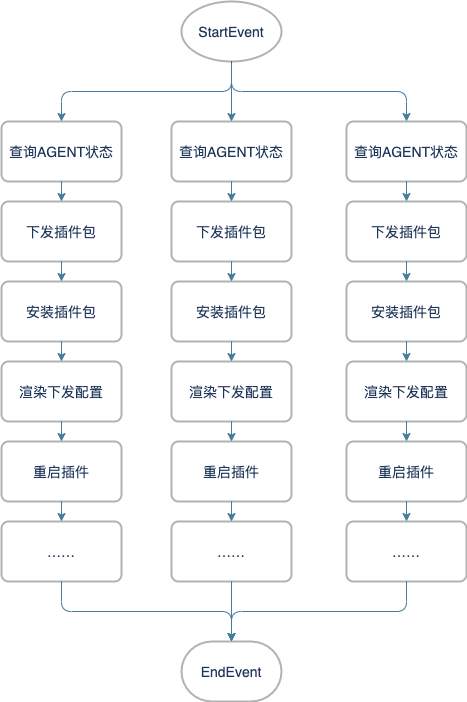 StartEvent
查询AGENT状态
查询AGENT状态
查询AGENT状态
下发插件包
下发插件包
下发插件包
安装插件包
安装插件包
安装插件包
渲染下发配置
渲染下发配置
渲染下发配置
重启插件
重启插件
重启插件
……
……
……
EndEvent